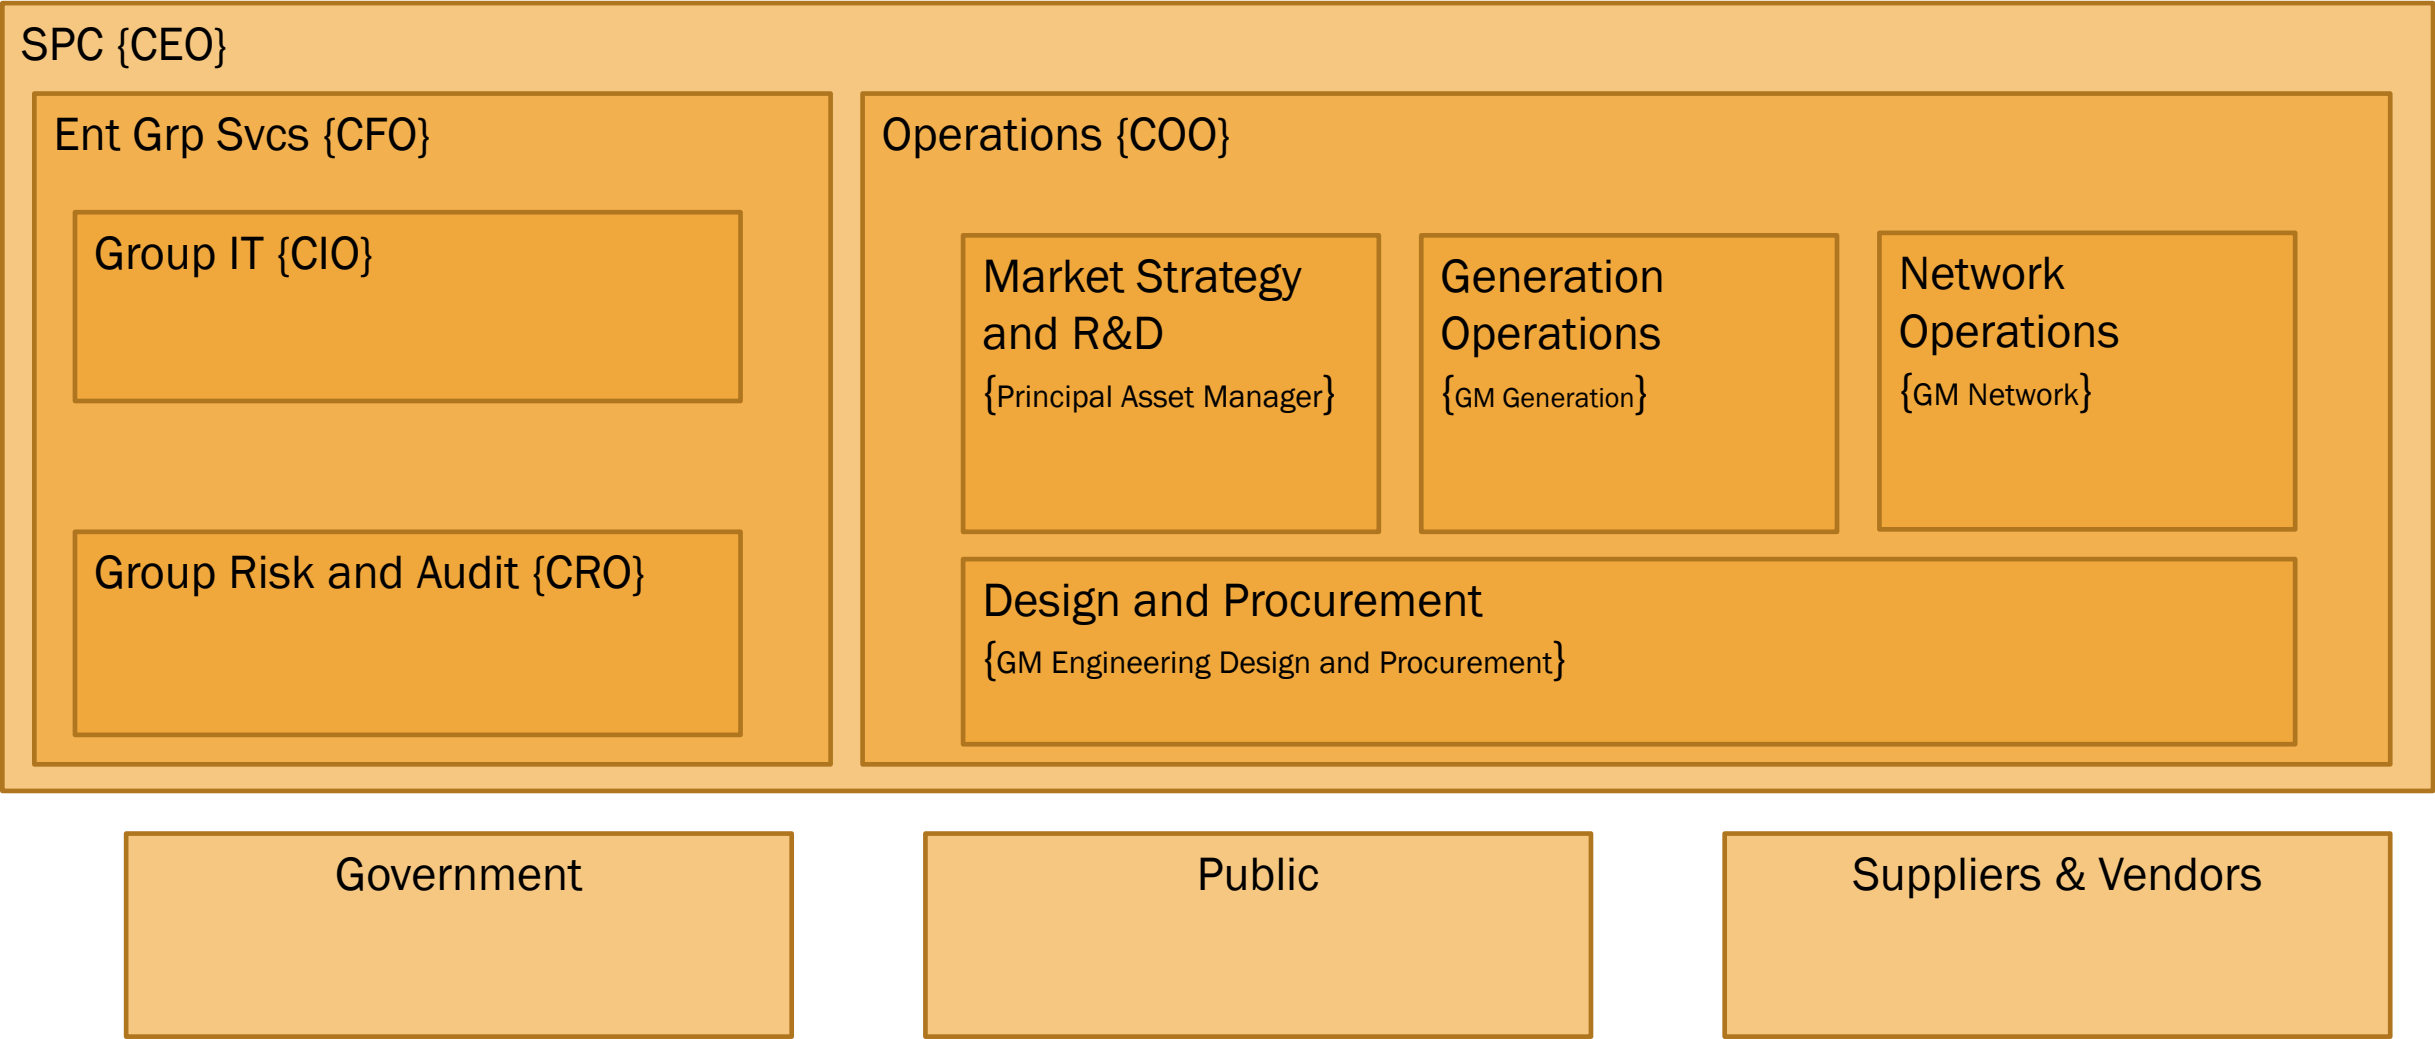 SPC {CEO}
Ent Grp Svcs {CFO}
Group IT {CIO}
Group Risk and Audit {CRO}
Operations {COO}
Market Strategy
and R&D
{Principal Asset Manager}
Generation
Operations
{GM Generation}
Network
Operations
{GM Network}
Design and Procurement
{GM Engineering Design and Procurement}
Government
Public
Suppliers & Vendors